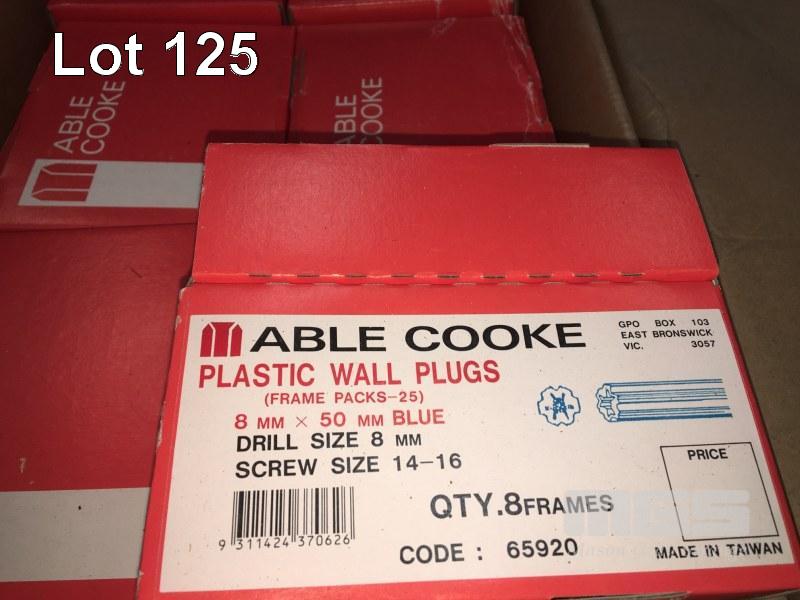 Lot 125
ABLE
COOKE
ABLE
COOKE
ABLE COOKE
GPO BOX 103
EAST BRONSWICK
VIC. 3057
PLASTIC WALL PLUGS
(FRAME PACKS-25)
8 MM × 50 MM BLUE
DRILL SIZE 8 MM
SCREW SIZE 14-16
PRICE
QTY.8FRAMES
9 311424 370626
CODE : 65920
MADE IN TAIWAN
MGS